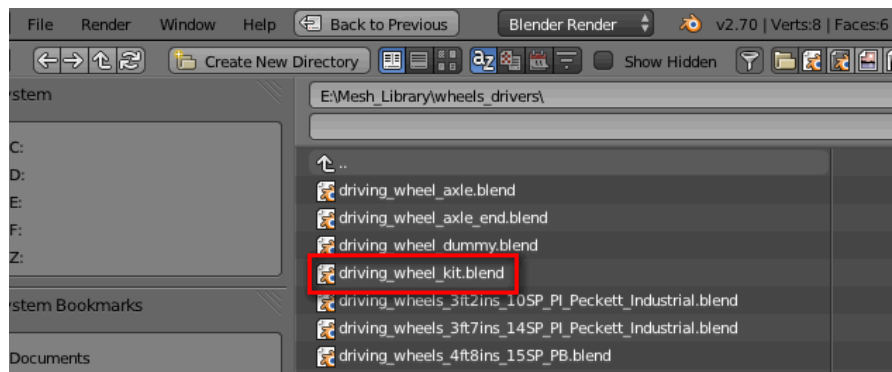 File Render Window Help Back to Previous Blender Render v2.70 | Verts:8 | Faces:6
Create New Directory Show Hidden
ystem
E:\Mesh_Library\wheels_drivers\
C:
D:
E:
F:
Z:
..
driving_wheel_axle.blend
driving_wheel_axle_end.blend
driving_wheel_dummy.blend
driving_wheel_kit.blend
driving_wheels_3ft2ins_10SP_PI_Peckett_Industrial.blend
driving_wheels_3ft7ins_14SP_PI_Peckett_Industrial.blend
driving_wheels_4ft8ins_15SP_PB.blend
ystem Bookmarks
Documents